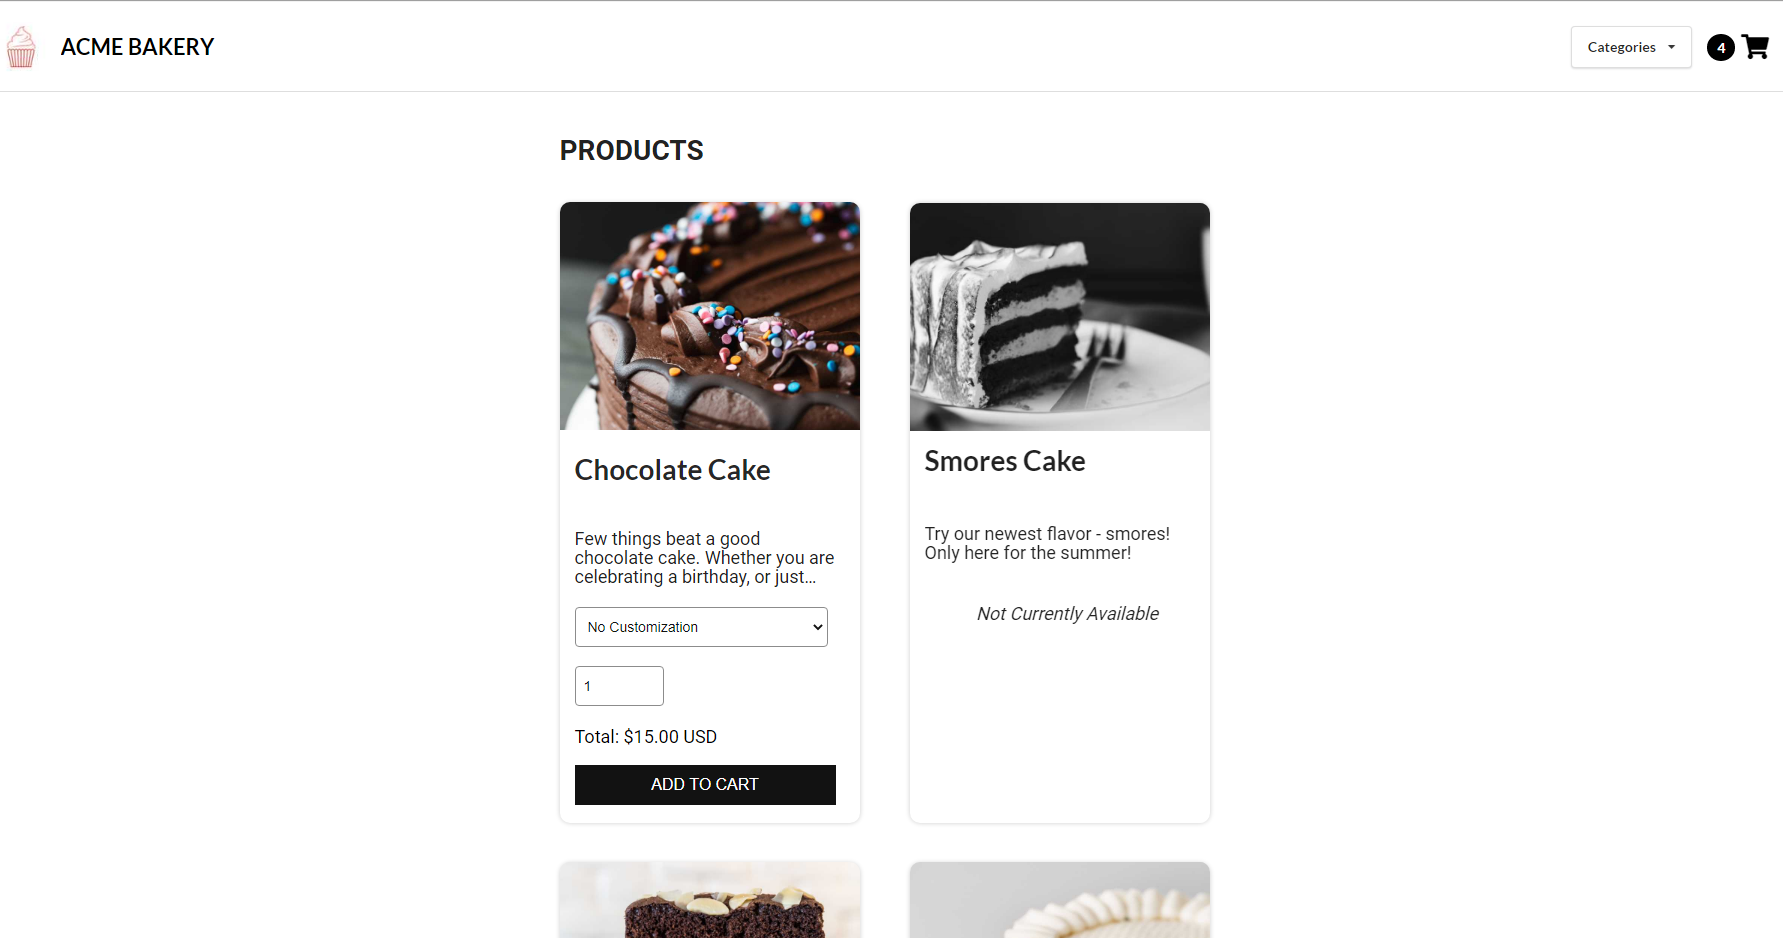 ACME BAKERY
Categories
4
PRODUCTS
Chocolate Cake
Few things beat a good
chocolate cake. Whether you are
celebrating a birthday, or just...
No Customization
1
Total: $15.00 USD
ADD TO CART
Smores Cake
Try our newest flavor - smores!
Only here for the summer!
Not Currently Available